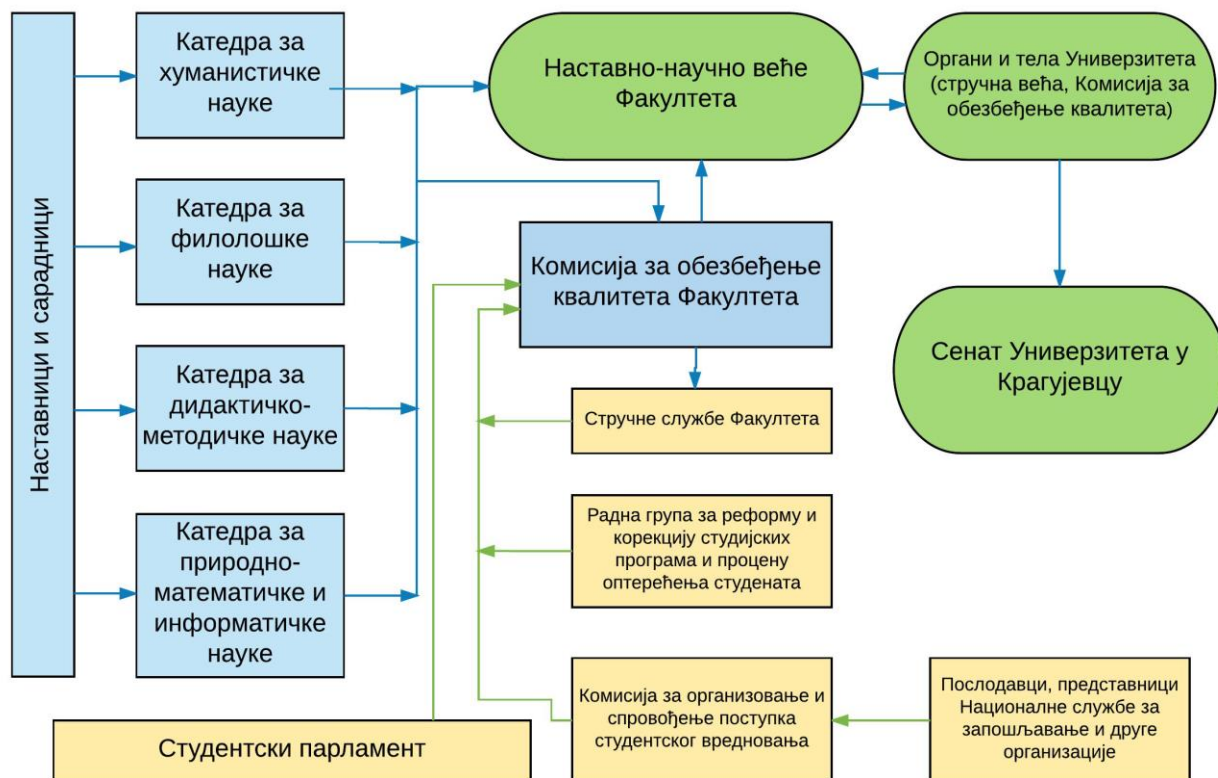 Наставници и сарадници
Катедра за
хуманистичке
науке
Катедра за
филолошке
науке
Катедра за
дидактичко-
методичке науке
Катедра за
природно-
математичке и
информатичке
науке
Студентски парламент
Наставно-научно веће
Факултета
Комисија за обезбеђење
квалитета Факултета
Стручне службе Факултета
Радна група за реформу и
корекцију студијских
програма и процену
оптерећења студената
Комисија за организовање и
спровођење поступка
студентског вредновања
Органи и тела Универзитета
(стручна већа, Комисија за
обезбеђење квалитета)
Сенат Универзитета у
Крагујевцу
Послодавци, представници
Националне службе за
запошљавање и друге
организације